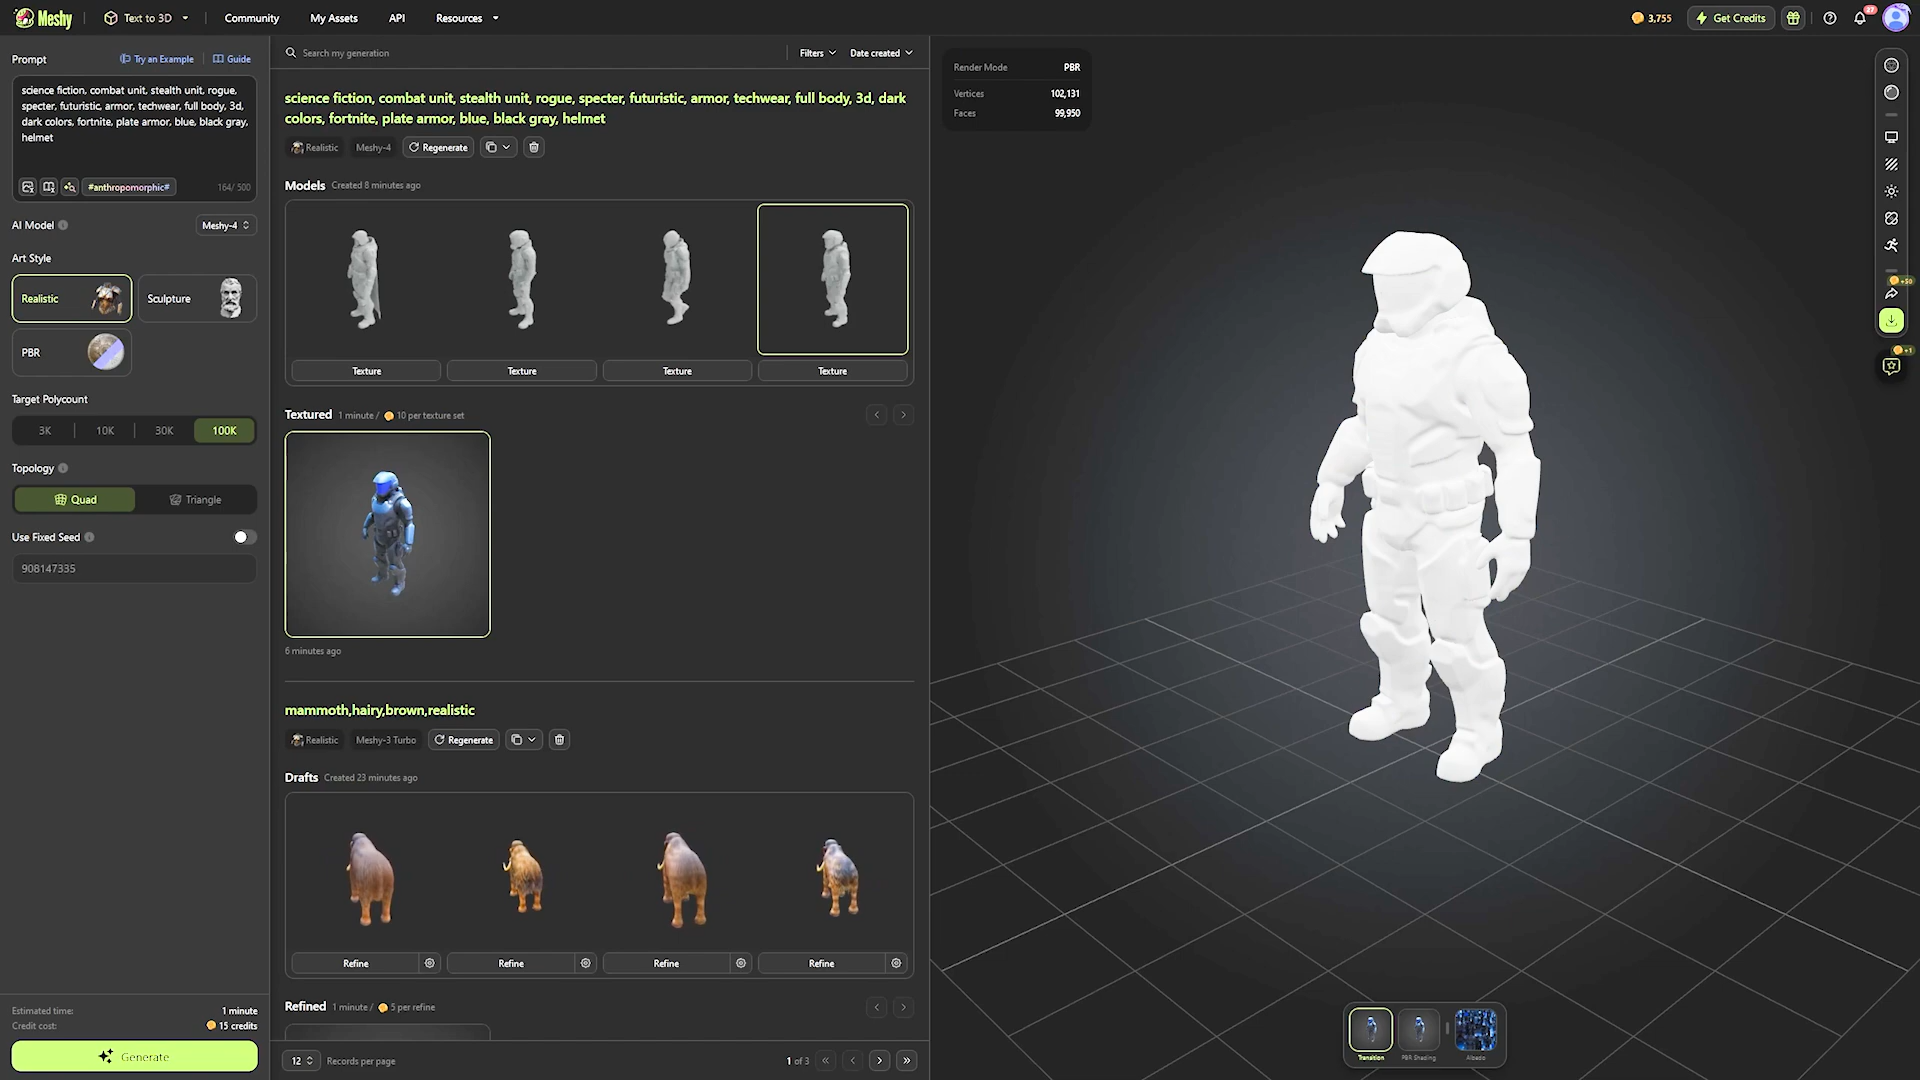 Meshy
Text to 3D
Community
My Assets
API
Resources
3,755
Get Credits
27
Prompt
Try an Example
Guide
science fiction, combat unit, stealth unit, rogue,
specter, futuristic, armor, techwear, full body, 3d,
dark colors, fortnite, plate armor, blue, black gray,
helmet
#anthropomorphic#
164/ 500
AI Model
Meshy-4
Art Style
Realistic
Sculpture
PBR
Target Polycount
3K
10K
30K
100K
Topology
Quad
Triangle
Use Fixed Seed
908147335
Estimated time:
1 minute
Credit cost:
15 credits
Generate
Search my generation
Filters
Date created
science fiction, combat unit, stealth unit, rogue, specter, futuristic, armor, techwear, full body, 3d, dark
colors, fortnite, plate armor, blue, black gray, helmet
Realistic
Meshy-4
Regenerate
Models Created 8 minutes ago
Texture
Texture
Texture
Texture
Textured 1 minute / 10 per texture set
6 minutes ago
mammoth,hairy,brown,realistic
Realistic
Meshy-3 Turbo
Regenerate
Drafts Created 23 minutes ago
Refine
Refine
Refine
Refine
Refined 1 minute / 5 per refine
12
Records per page
1 of 3
Render Mode
PBR
Vertices
102,131
Faces
99,950
+50
+1
Transition
PBR Shading
Albedo